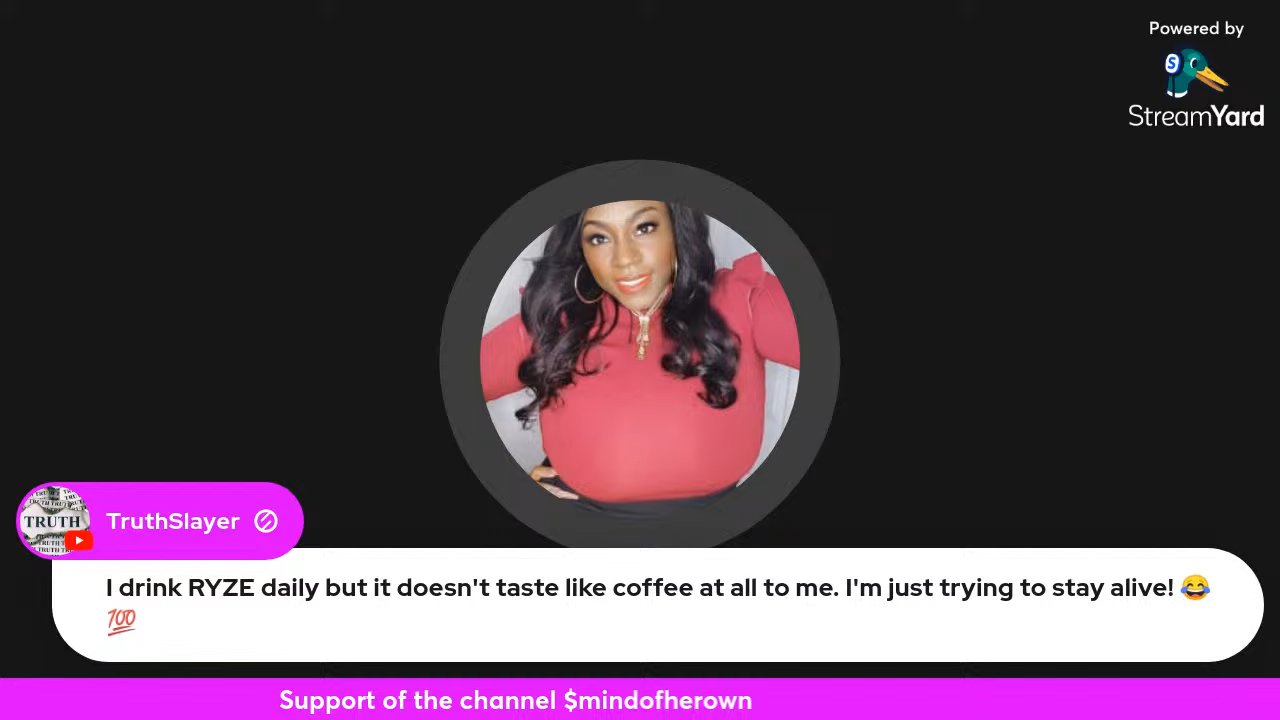 Powered by
S
StreamYard
TRUTH
TruthSlayer
I drink RYZE daily but it doesn't taste like coffee at all to me. I'm just trying to stay alive! 😂
💯
Support of the channel $mindofherown